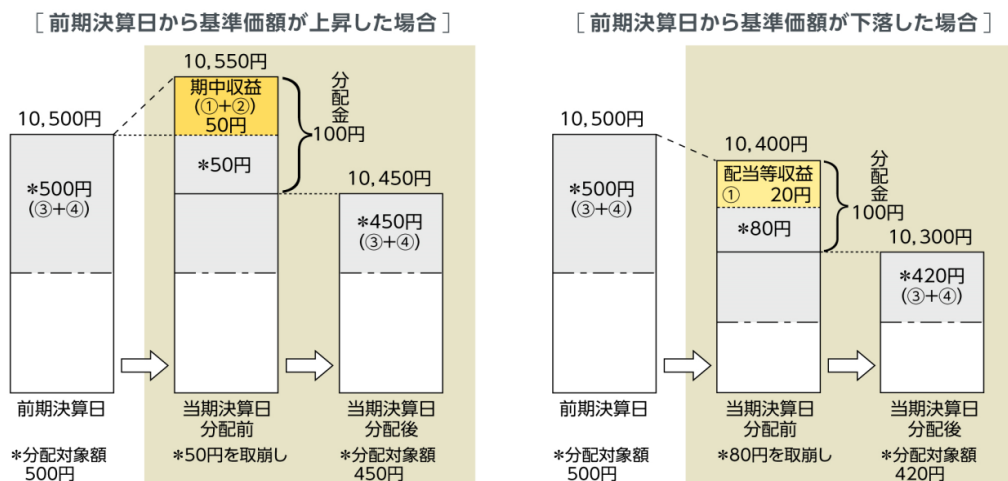 [前期決算日から基準価額が上昇した場合]
10,550円
期中収益
(①+②)
50円
分配金
100円
10,500円
*500円
(③+④)
*50円
10,450円
*450円
(③+④)
前期決算日
当期決算日
分配前
当期決算日
分配後
*分配対象額
500円
*50円を取崩し
*分配対象額
450円
[前期決算日から基準価額が下落した場合]
10,500円
*500円
(③+④)
10,400円
配当等収益
① 20円
*80円
分配金
100円
10,300円
*420円
(③+④)
前期決算日
当期決算日
分配前
当期決算日
分配後
*分配対象額
500円
*80円を取崩し
*分配対象額
420円